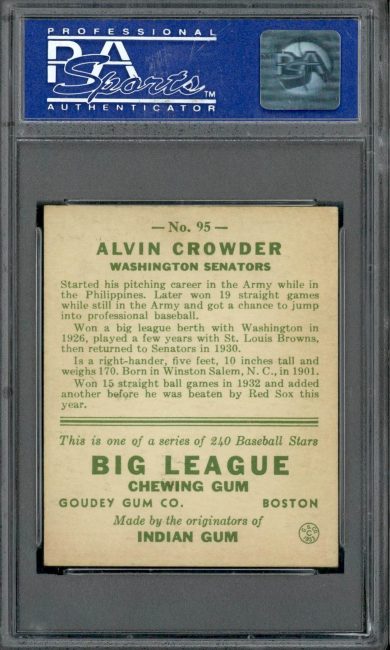 PROFESSIONAL
PSA
Sports™
AUTHENTICATOR
PSA
— No. 95 —
ALVIN CROWDER
WASHINGTON SENATORS
Started his pitching career in the Army while in
the Philippines. Later won 19 straight games
while still in the Army and got a chance to jump
into professional baseball.
Won a big league berth with Washington in
1926, played a few years with St. Louis Browns,
then returned to Senators in 1930.
Is a right-hander, five feet, 10 inches tall and
weighs 170. Born in Winston Salem, N. C., in 1901.
Won 15 straight ball games in 1932 and added
another before he was beaten by Red Sox this
year.
This is one of a series of 240 Baseball Stars
BIG LEAGUE
CHEWING GUM
GOUDEY GUM CO. BOSTON
Made by the originators of
INDIAN GUM